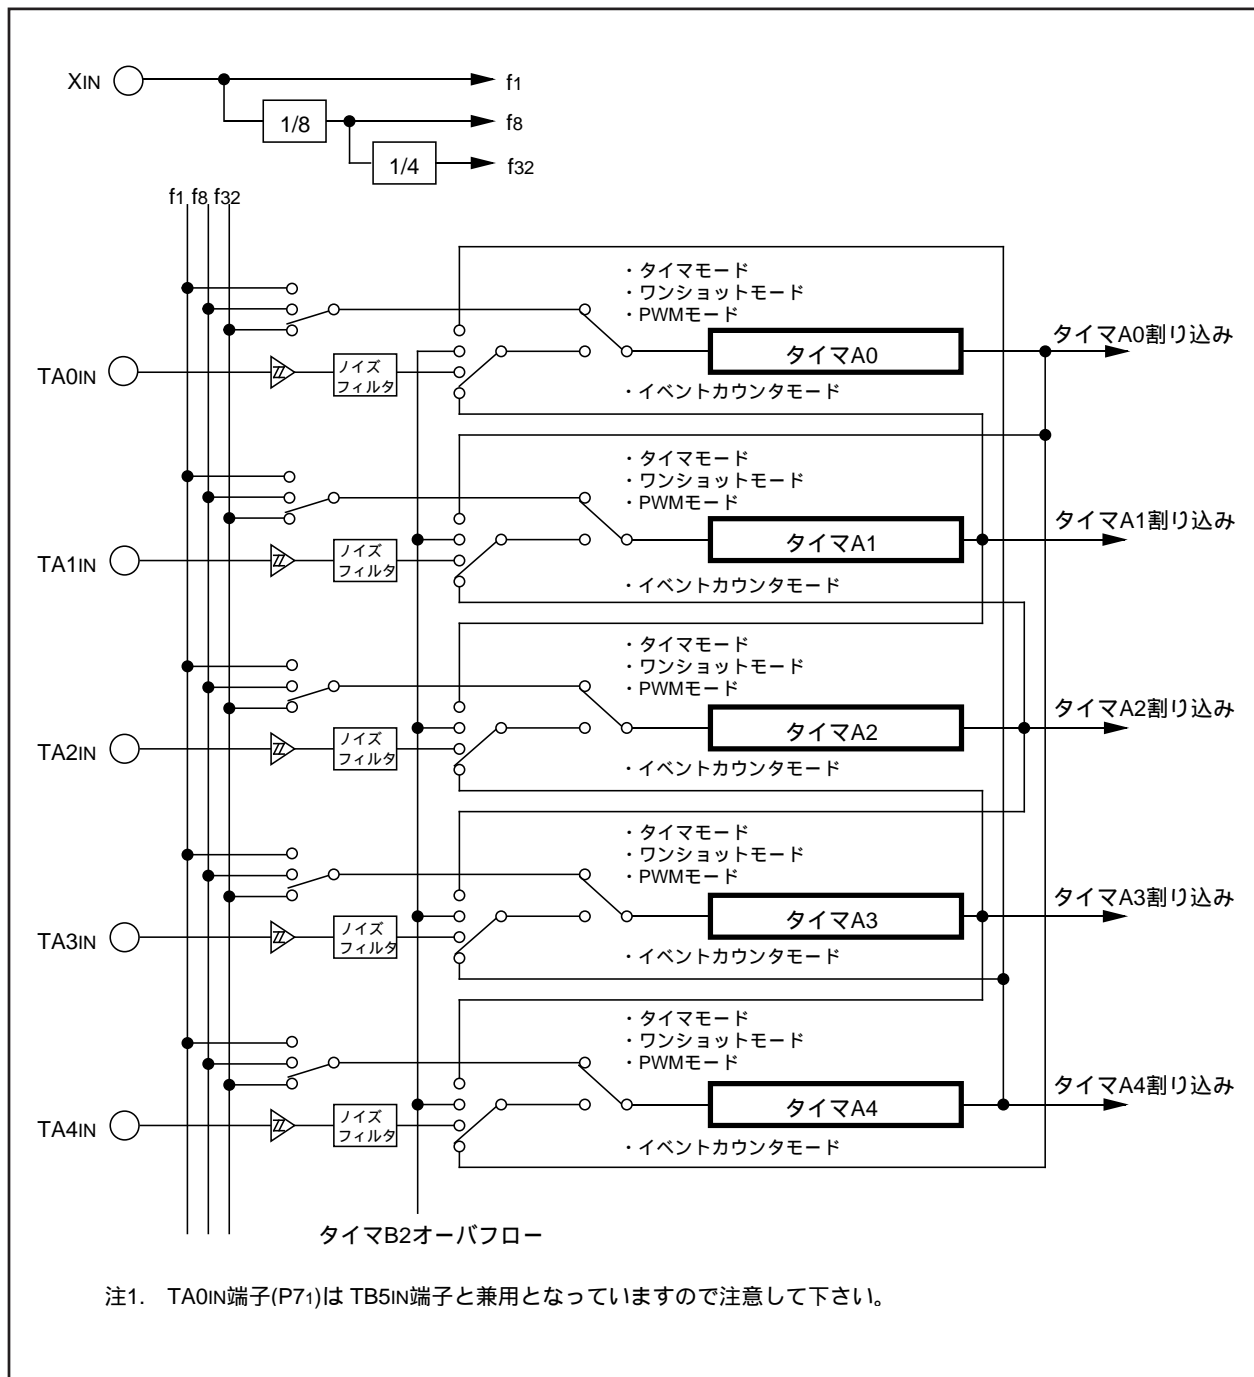 XIN
f1
1/8
f8
1/4
f32
f1 f8 f32
・タイマモード
・ワンショットモード
・PWMモード
タイマA0
タイマA0割り込み
TA0IN
ノイズ
フィルタ
・イベントカウンタモード
・タイマモード
・ワンショットモード
・PWMモード
タイマA1
タイマA1割り込み
TA1IN
ノイズ
フィルタ
・イベントカウンタモード
・タイマモード
・ワンショットモード
・PWMモード
タイマA2
タイマA2割り込み
TA2IN
ノイズ
フィルタ
・イベントカウンタモード
・タイマモード
・ワンショットモード
・PWMモード
タイマA3
タイマA3割り込み
TA3IN
ノイズ
フィルタ
・イベントカウンタモード
・タイマモード
・ワンショットモード
・PWMモード
タイマA4
タイマA4割り込み
TA4IN
ノイズ
フィルタ
・イベントカウンタモード
タイマB2オーバフロー
注1. TA0IN端子(P71)は TB5IN端子と兼用となっていますので注意して下さい。